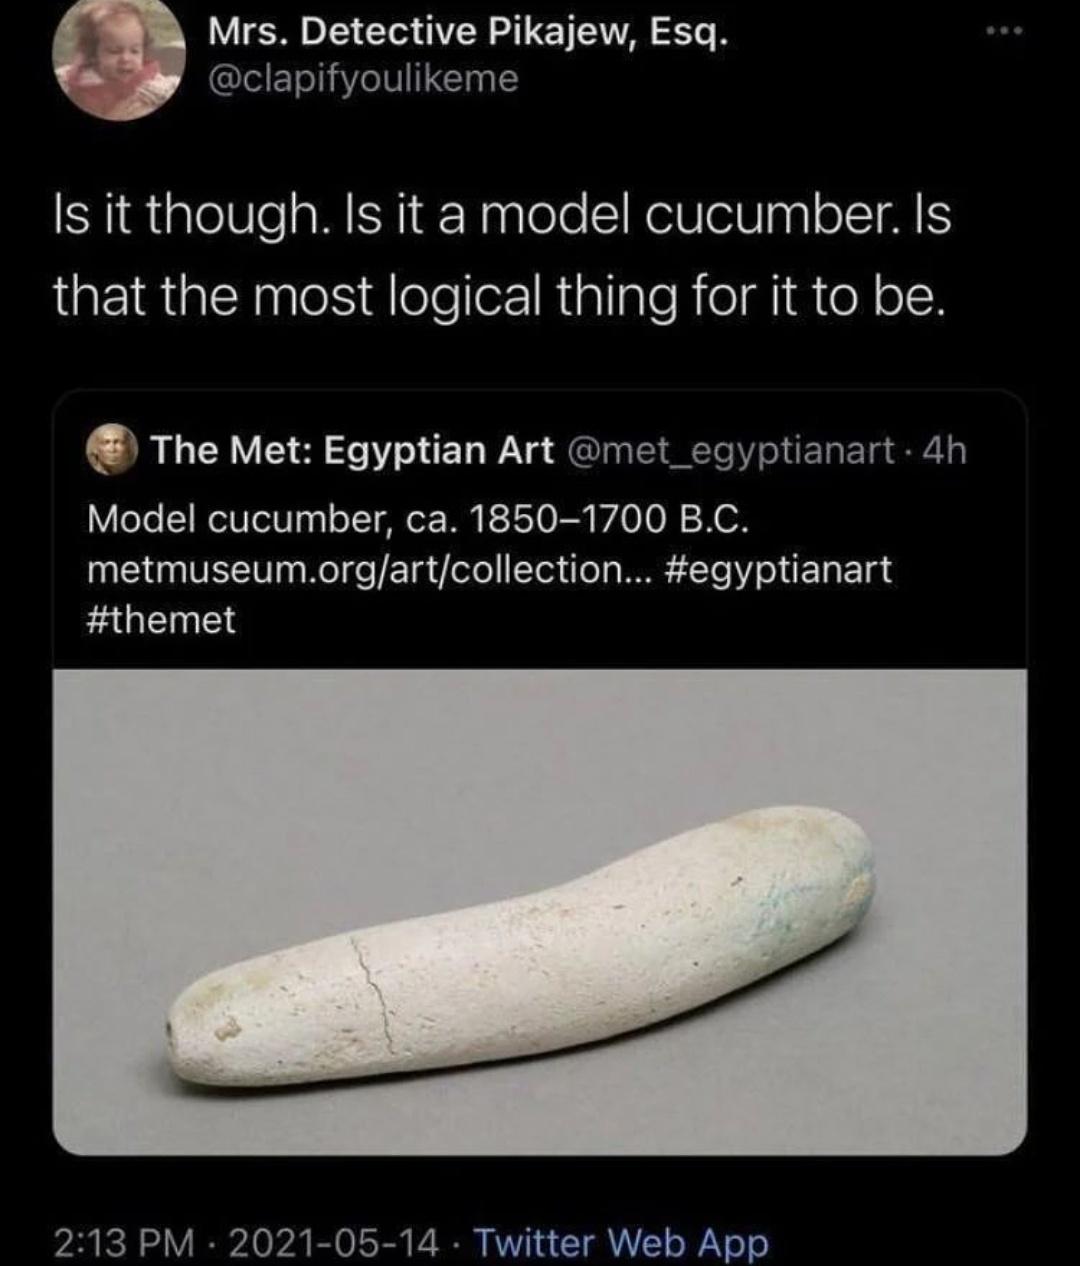 Mrs. Detective Pikajew, Esq.
@clapifyoulikeme
Is it though. Is it a model cucumber. Is
that the most logical thing for it to be.
The Met: Egyptian Art @met_egyptianart · 4h
Model cucumber, ca. 1850–1700 B.C.
metmuseum.org/art/collection... #egyptianart
#themet
2:13 PM · 2021-05-14 · Twitter Web App